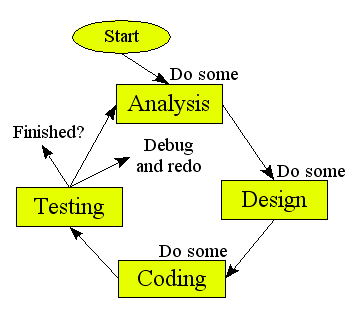 Start
Do some
Analysis
Finished?
Debug
and redo
Do some
Testing
Design
Do some
Coding